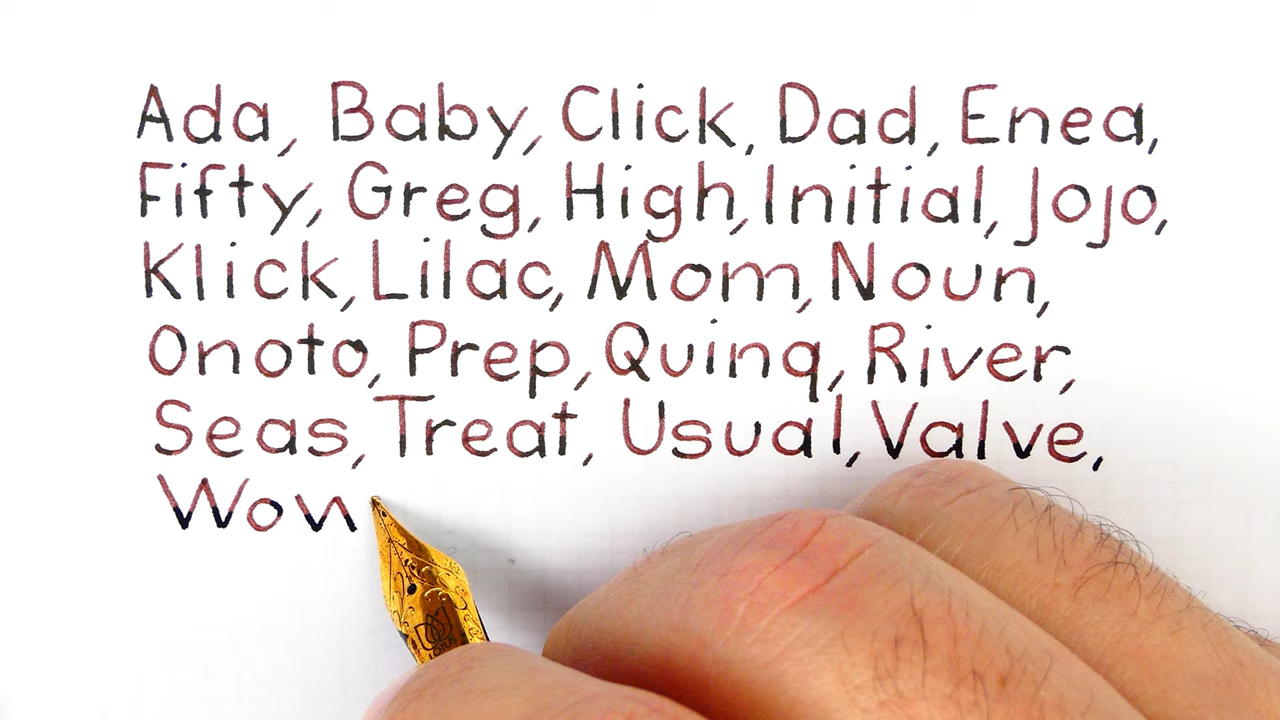 Ada, Baby, Click, Dad, Enea,
Fifty, Greg, High, Initial, Jojo,
Klick, Lilac, Mom, Noun,
Onoto, Prep, Quinq, River,
Seas, Treat, Usual, Valve,
Won
LOTUS